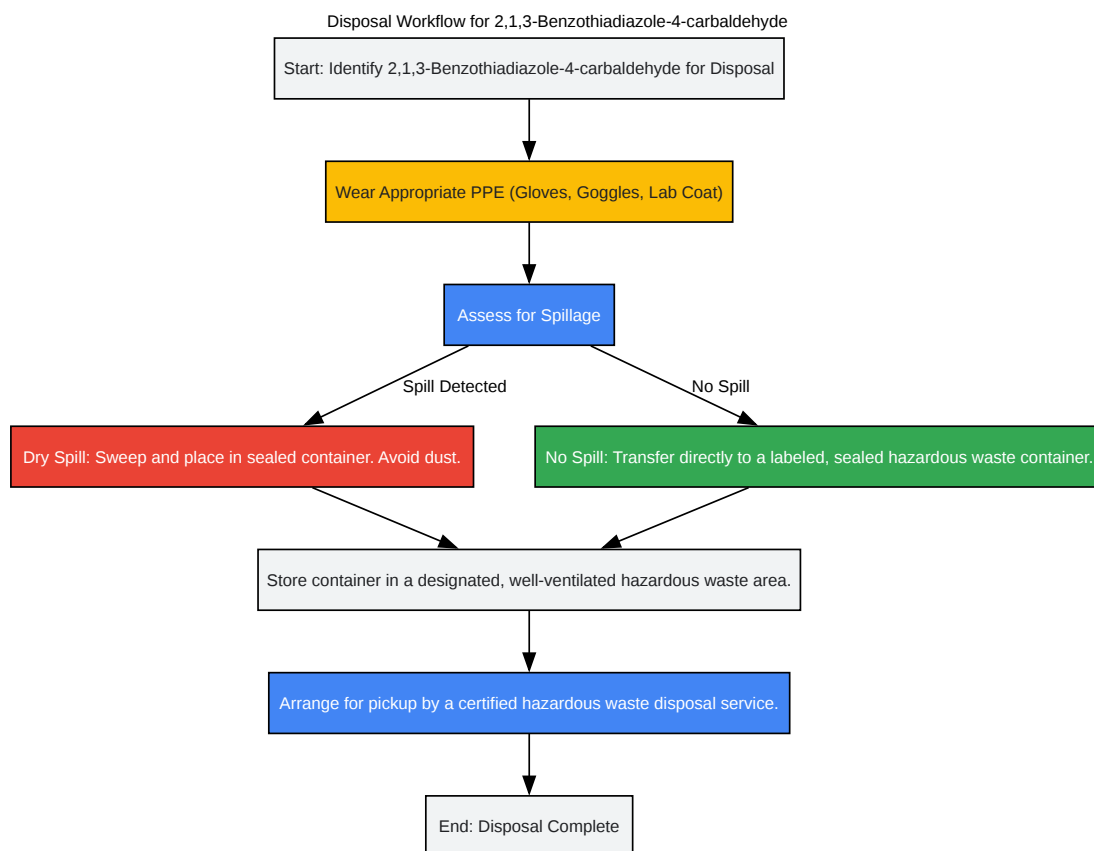 Disposal Workflow for 2,1,3-Benzothiadiazole-4-carbaldehyde
Start: Identify 2,1,3-Benzothiadiazole-4-carbaldehyde for Disposal
Wear Appropriate PPE (Gloves, Goggles, Lab Coat)
Assess for Spillage
Spill Detected
No Spill
Dry Spill: Sweep and place in sealed container. Avoid dust.
No Spill: Transfer directly to a labeled, sealed hazardous waste container.
Store container in a designated, well-ventilated hazardous waste area.
Arrange for pickup by a certified hazardous waste disposal service.
End: Disposal Complete